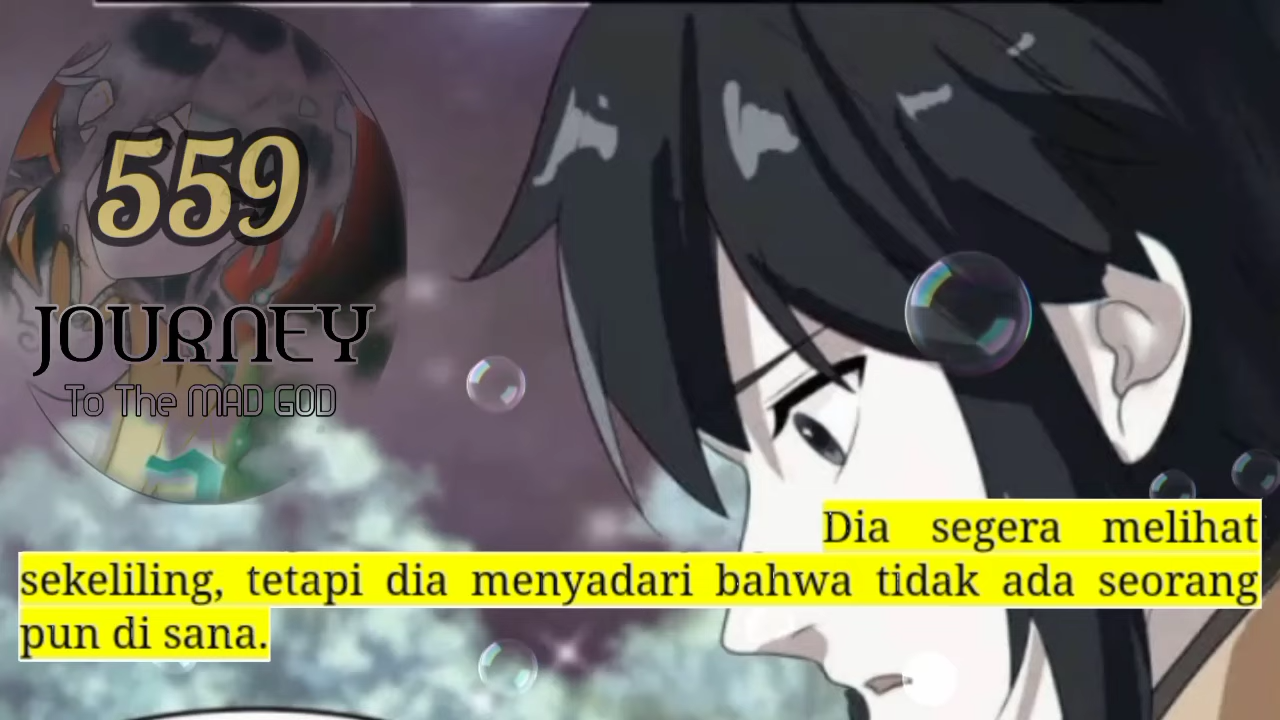 559
JOURNEY
To The MAD GOD
Dia segera melihat
sekeliling, tetapi dia menyadari bahwa tidak ada seorang
pun di sana.